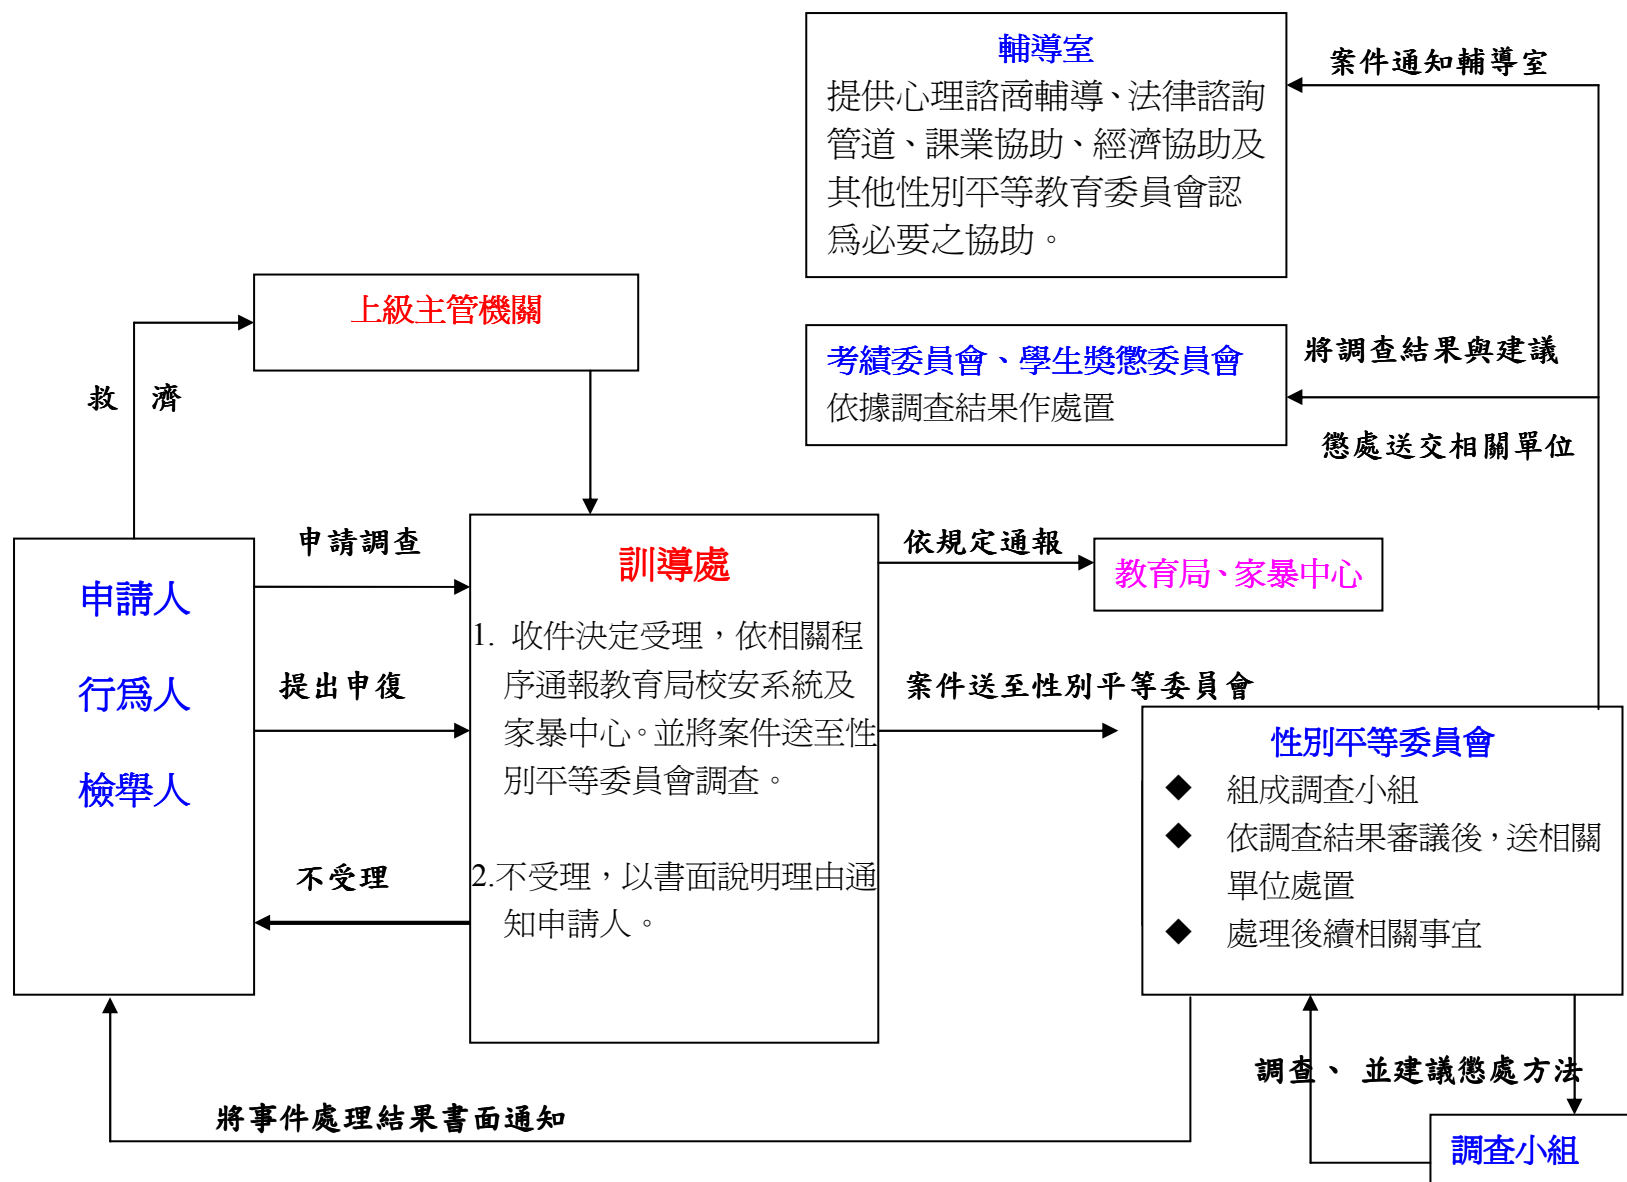 輔導室
提供心理諮商輔導、法律諮詢
管道、課業協助、經濟協助及
其他性別平等教育委員會認
為必要之協助。
案件通知輔導室
上級主管機關
考績委員會、學生獎懲委員會
依據調查結果作處置
將調查結果與建議
懲處送交相關單位
救 濟
申請人
行為人
檢舉人
申請調查
提出申復
不受理
訓導處
1. 收件決定受理,依相關程
序通報教育局校安系統及
家暴中心。並將案件送至性
別平等委員會調查。
2.不受理,以書面說明理由通
知申請人。
依規定通報
教育局、家暴中心
案件送至性別平等委員會
性別平等委員會
◆ 組成調查小組
◆ 依調查結果審議後,送相關
單位處置
◆ 處理後續相關事宜
調查、 並建議懲處方法
將事件處理結果書面通知
調查小組